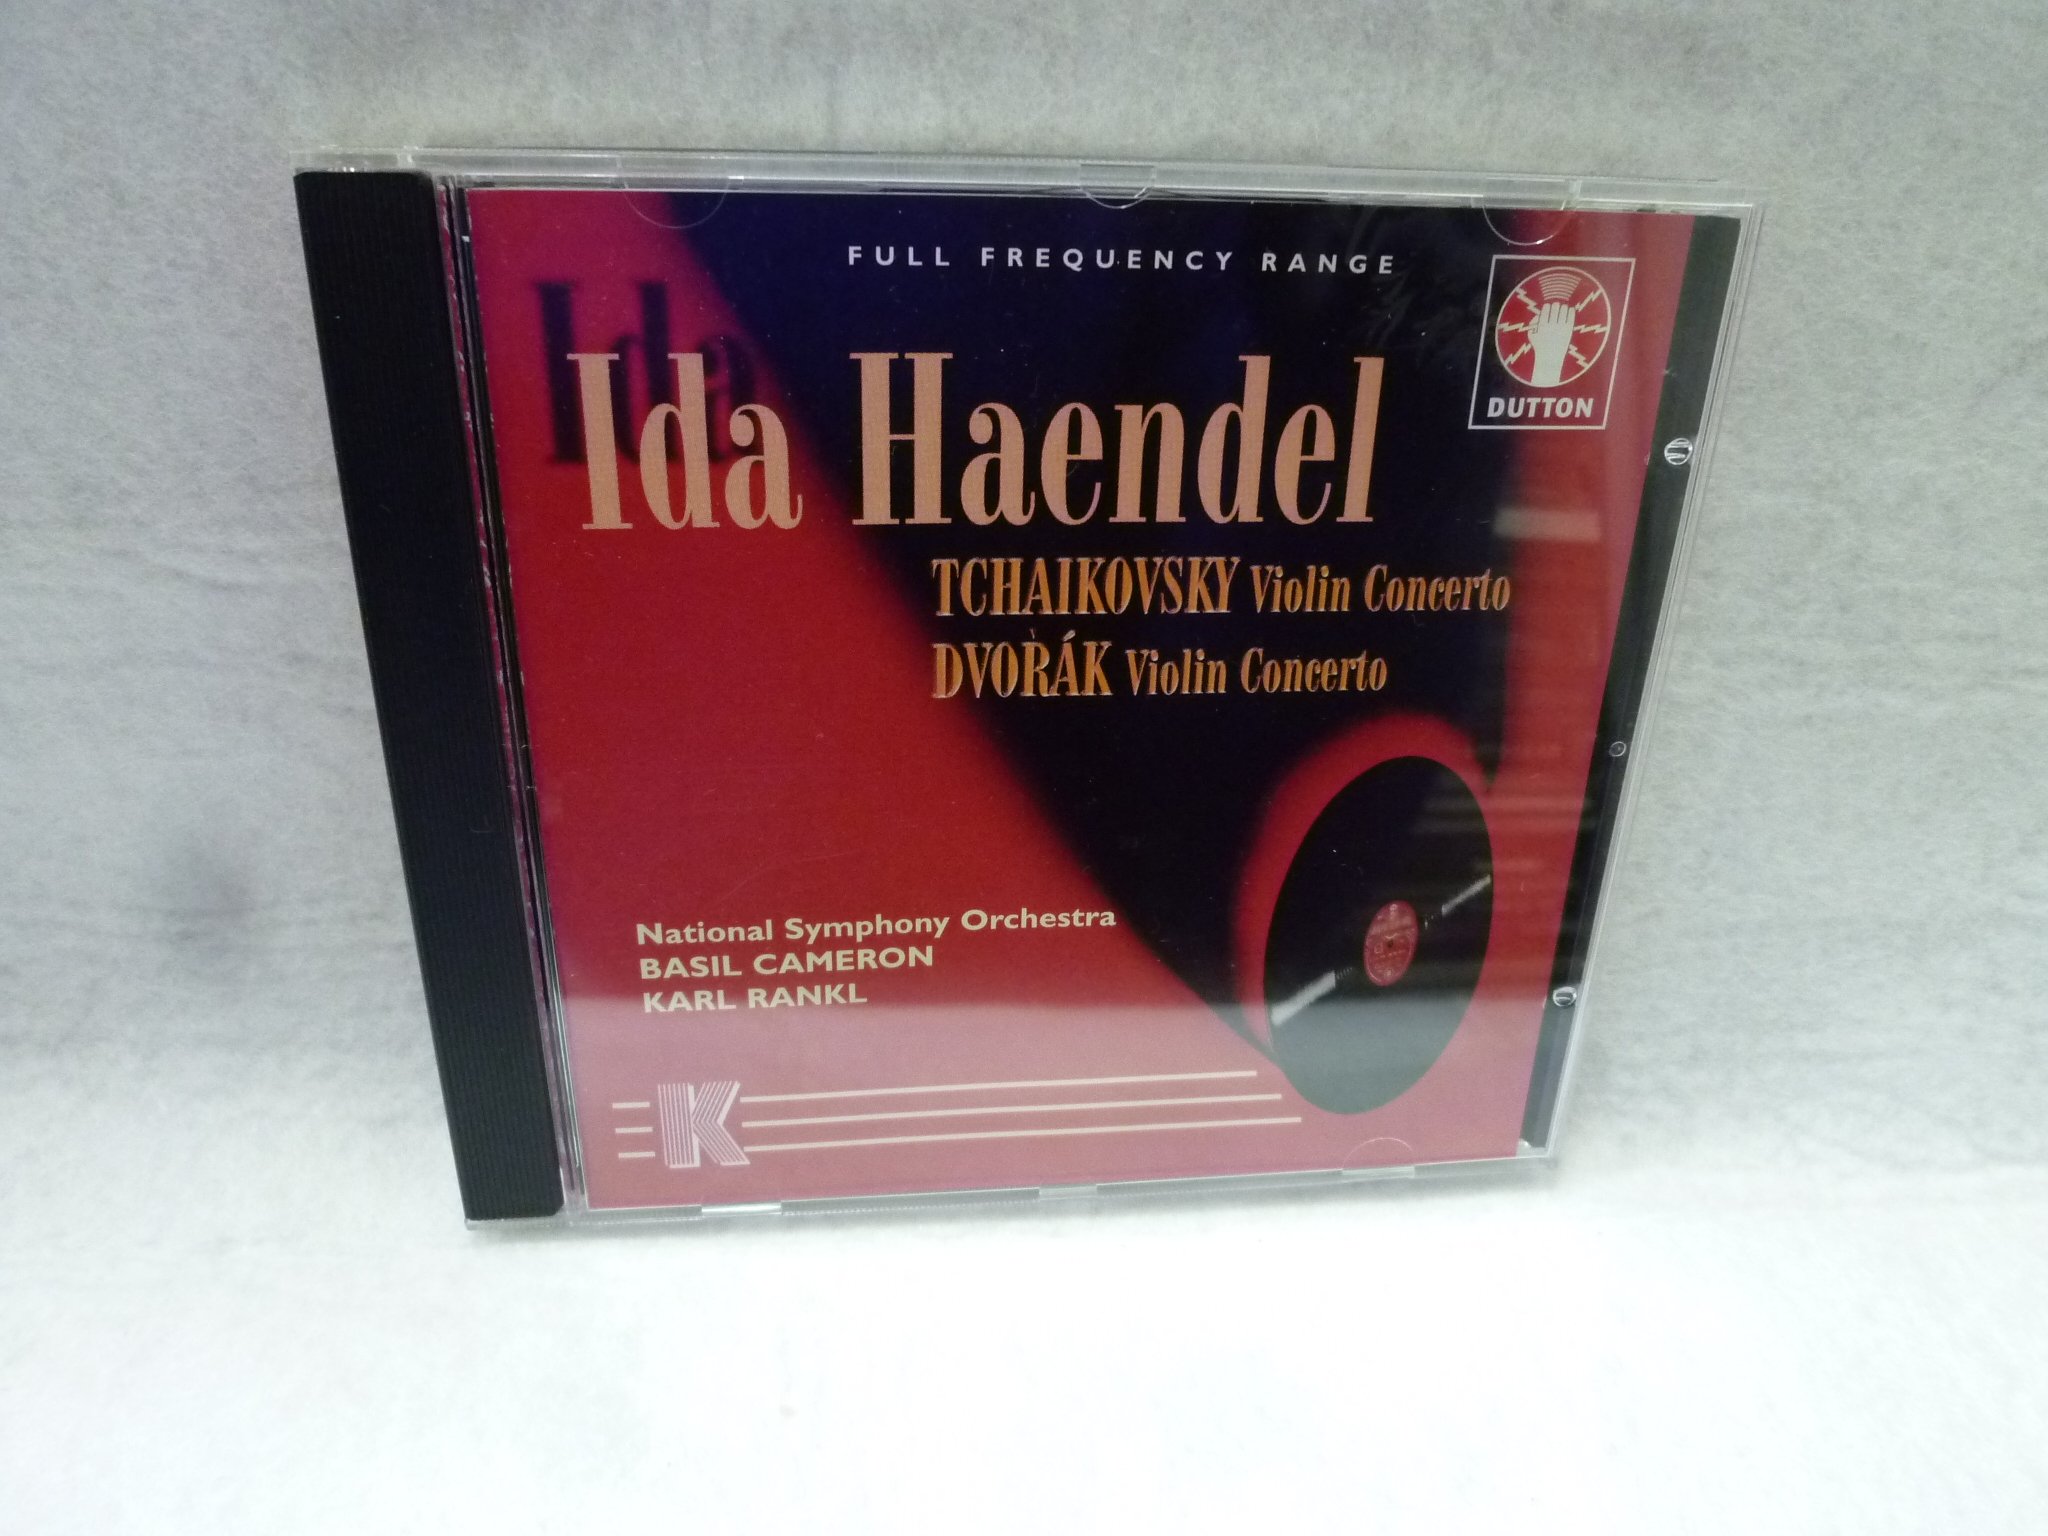 FULL FREQUENCY RANGE
DUTTON
Ida
Ida Haendel
TCHAIKOVSKY Violin Concerto
DVOŘÁK Violin Concerto
National Symphony Orchestra
BASIL CAMERON
KARL RANKL
K